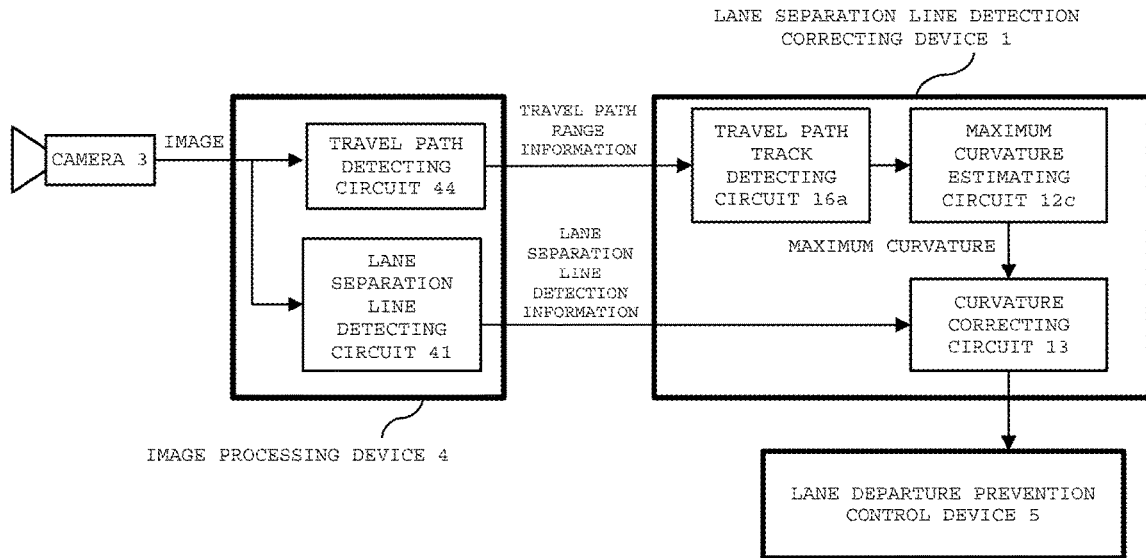 LANE SEPARATION LINE DETECTION
CORRECTING DEVICE 1
CAMERA 3
IMAGE
TRAVEL PATH
DETECTING
CIRCUIT 44
TRAVEL PATH
RANGE
INFORMATION
TRAVEL PATH
TRACK
DETECTING
CIRCUIT 16a
MAXIMUM
CURVATURE
ESTIMATING
CIRCUIT 12c
LANE
SEPARATION
LINE
DETECTING
CIRCUIT 41
LANE
SEPARATION
LINE
DETECTION
INFORMATION
MAXIMUM CURVATURE
CURVATURE
CORRECTING
CIRCUIT 13
IMAGE PROCESSING DEVICE 4
LANE DEPARTURE PREVENTION
CONTROL DEVICE 5